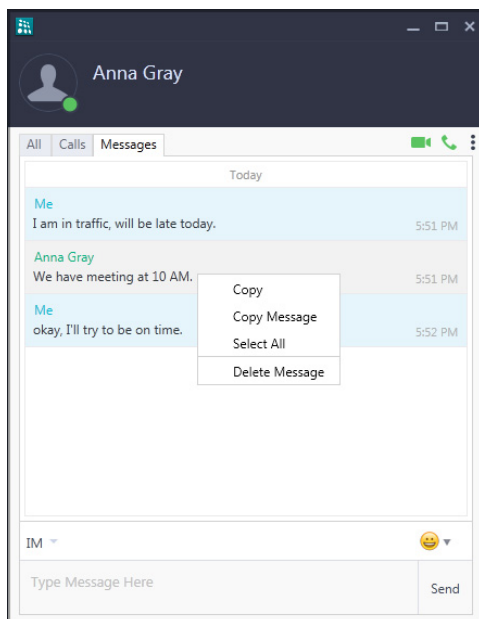 Anna Gray
All Calls Messages
Today
Me
I am in traffic, will be late today. 5:51 PM
Anna Gray
We have meeting at 10 AM. 5:51 PM
Me
okay, I'll try to be on time. 5:52 PM
Copy
Copy Message
Select All
Delete Message
IM
Type Message Here
Send